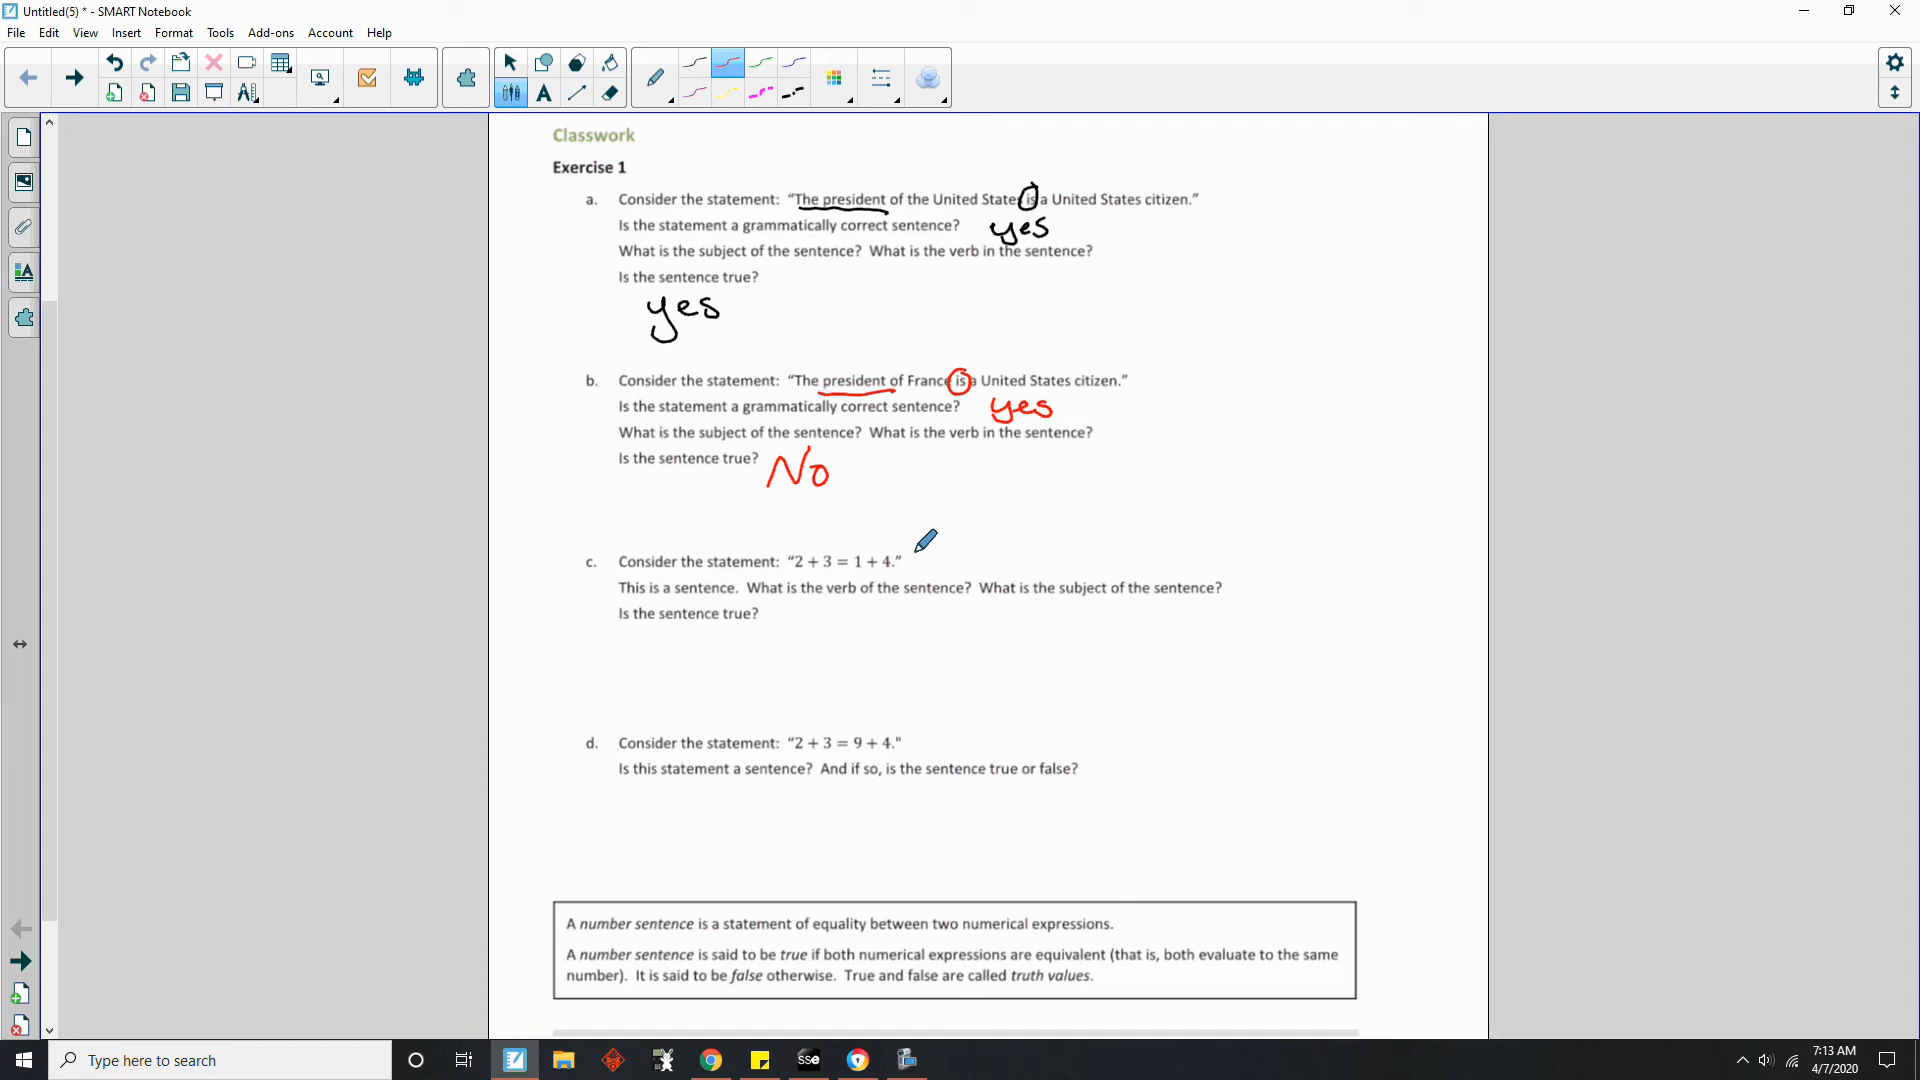 Untitled(5) * - SMART Notebook
File Edit View Insert Format Tools Add-ons Account Help
Classwork
Exercise 1
a. Consider the statement: “The president of the United States is a United States citizen.”
Is the statement a grammatically correct sentence? yes
What is the subject of the sentence? What is the verb in the sentence?
Is the sentence true?
yes
b. Consider the statement: “The president of France is a United States citizen.”
Is the statement a grammatically correct sentence? yes
What is the subject of the sentence? What is the verb in the sentence?
Is the sentence true? No
c. Consider the statement: “2 + 3 = 1 + 4.”
This is a sentence. What is the verb of the sentence? What is the subject of the sentence?
Is the sentence true?
d. Consider the statement: “2 + 3 = 9 + 4."
Is this statement a sentence? And if so, is the sentence true or false?
A number sentence is a statement of equality between two numerical expressions.
A number sentence is said to be true if both numerical expressions are equivalent (that is, both evaluate to the same
number). It is said to be false otherwise. True and false are called truth values.
Type here to search
sse
7:13 AM
4/7/2020